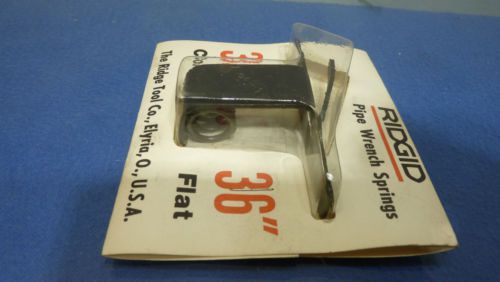 RIDGID
Pipe Wrench Springs
36"
Flat
The Ridge Tool Co., Elyria, O., U.S.A.